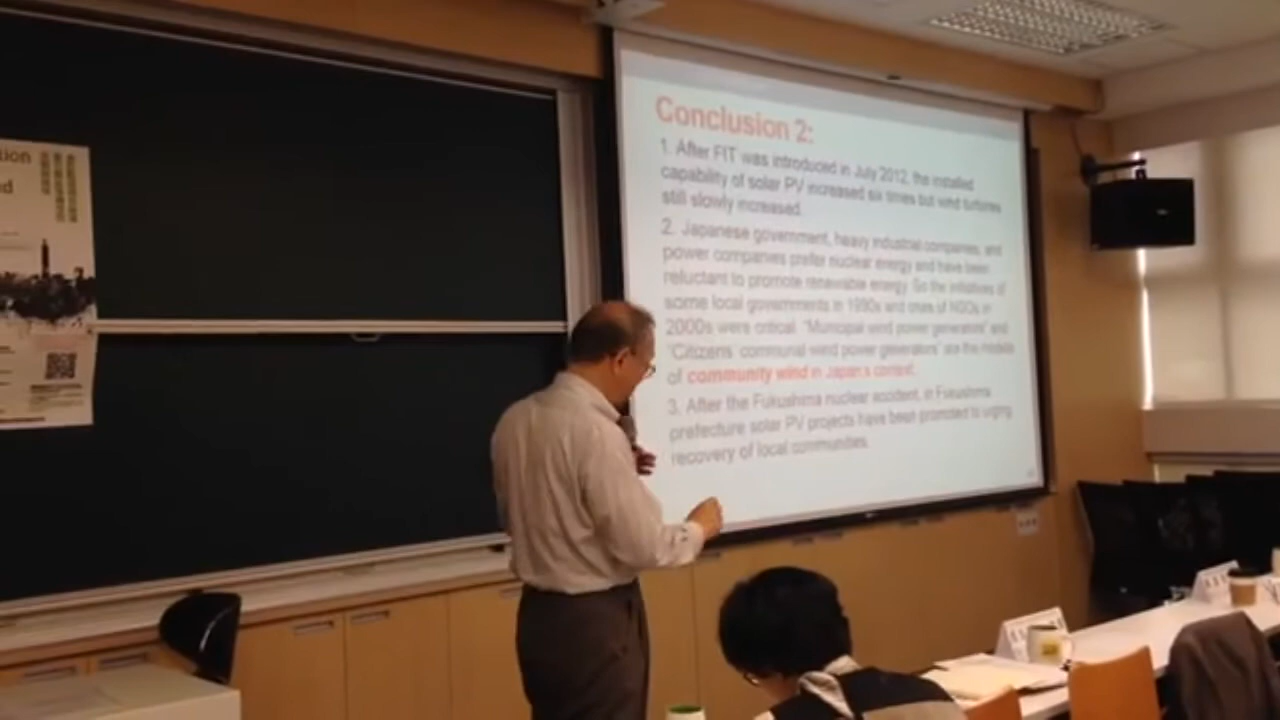 tion
nd
Conclusion 2:
1. After FIT was introduced in July 2012, the installed
capability of solar PV increased six times but wind turbines
still slowly increased.
2. Japanese government, heavy industrial companies, and
power companies prefer nuclear energy and have been
reluctant to promote renewable energy. So the initiatives of
some local governments in 1990s and ones of NGOs in
2000s were critical. "Municipal wind power generators" and
"Citizens' communal wind power generators" are the models
of community wind in Japan's context.
3. After the Fukushima nuclear accident, in Fukushima
prefecture solar PV projects have been promoted to urging
recovery of local communities.